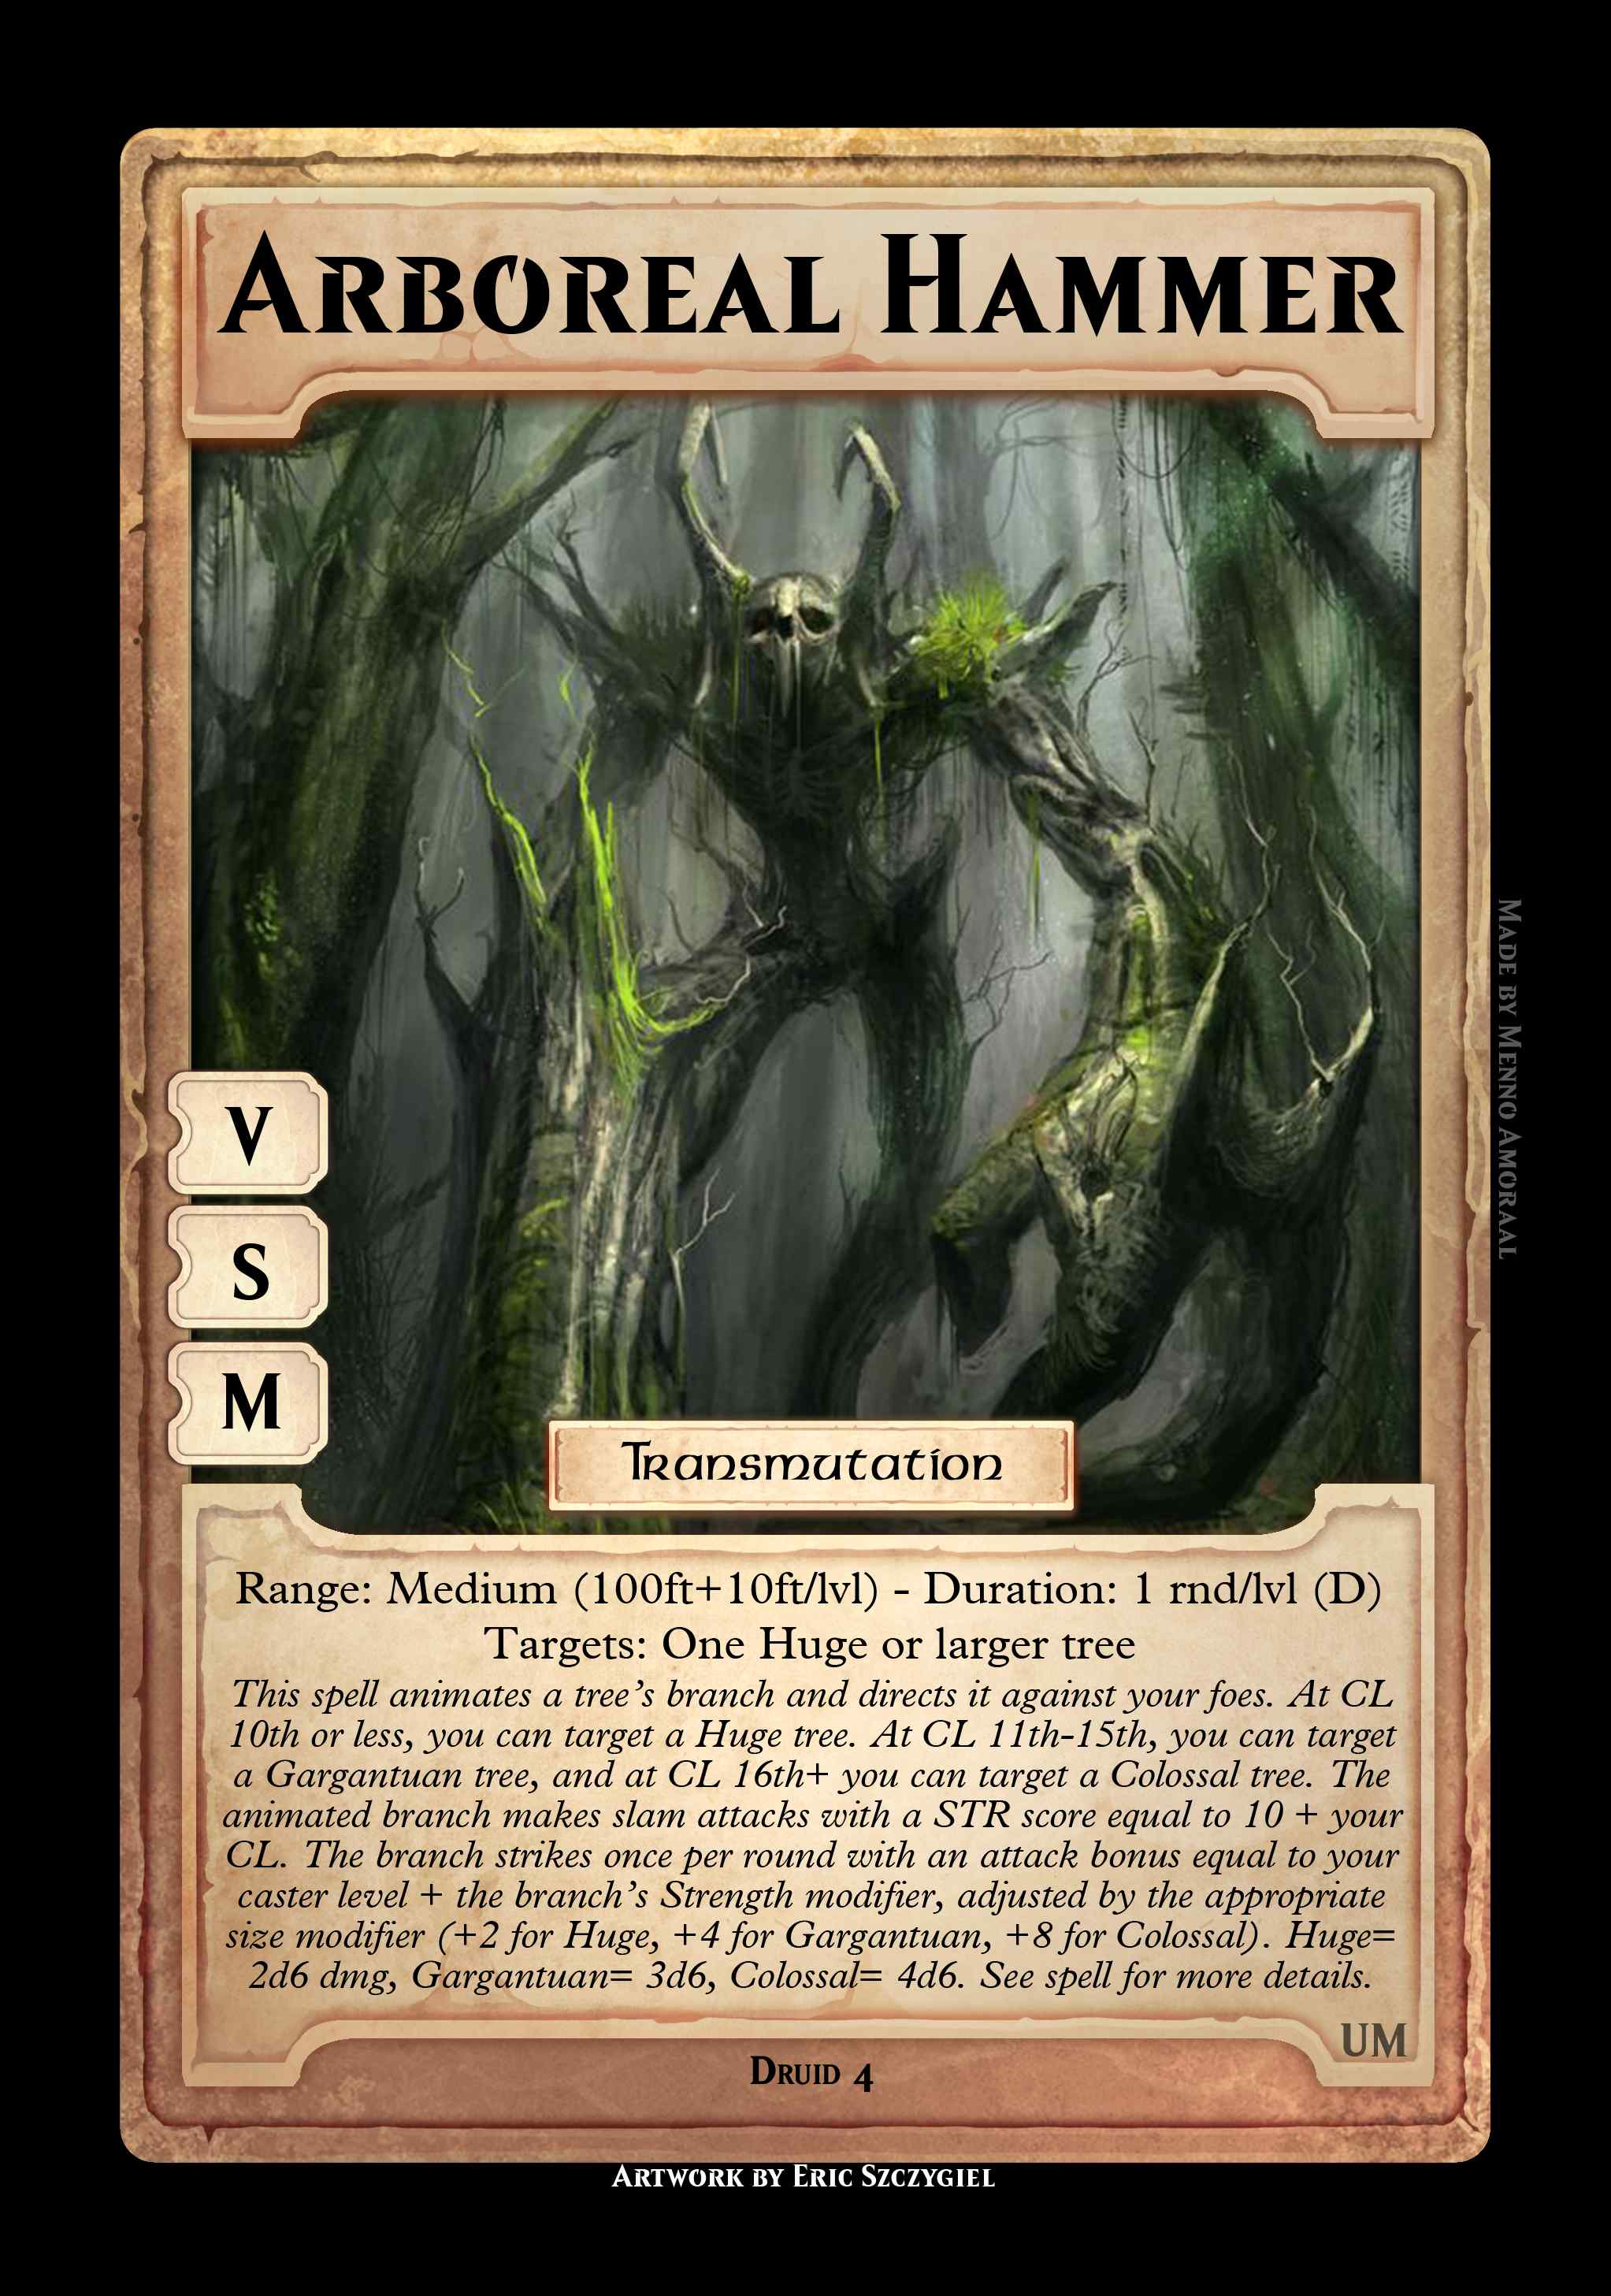 Arboreal Hammer
V
S
M
Transmutation
Range: Medium (100ft+10ft/lvl) - Duration: 1 rnd/lvl (D)
Targets: One Huge or larger tree
This spell animates a tree's branch and directs it against your foes. At CL
10th or less, you can target a Huge tree. At CL 11th-15th, you can target
a Gargantuan tree, and at CL 16th+ you can target a Colossal tree. The
animated branch makes slam attacks with a STR score equal to 10 + your
CL. The branch strikes once per round with an attack bonus equal to your
caster level + the branch's Strength modifier, adjusted by the appropriate
size modifier (+2 for Huge, +4 for Gargantuan, +8 for Colossal). Huge=
2d6 dmg, Gargantuan= 3d6, Colossal= 4d6. See spell for more details.
UM
Druid 4
Artwork by Eric Szczygiel
Made by Menno Amoraal